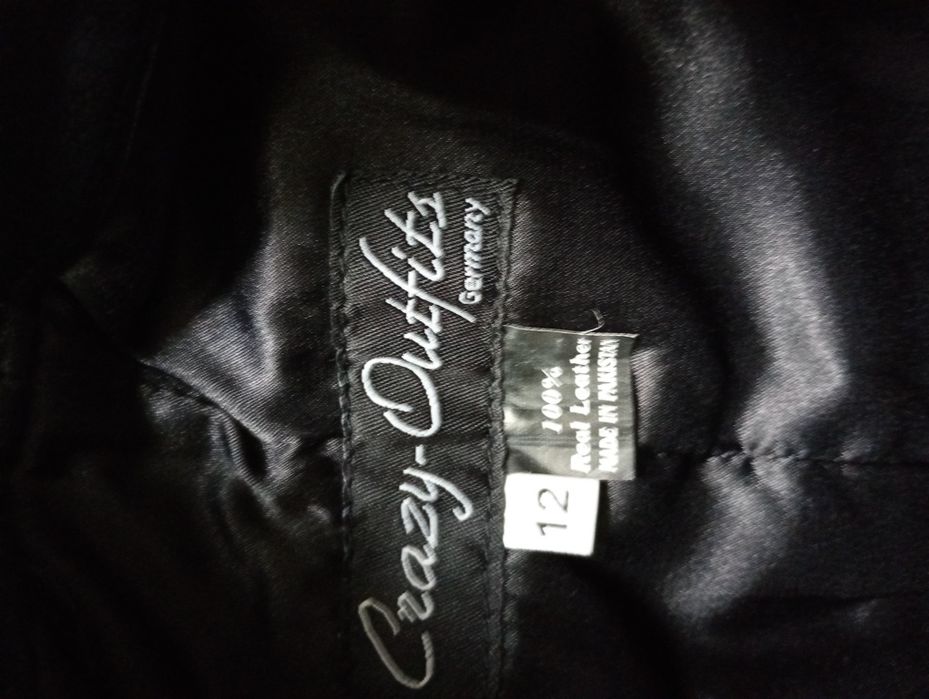 Crazy-Outfits
Germany
100%
Real Leather
MADE IN PAKISTAN
12